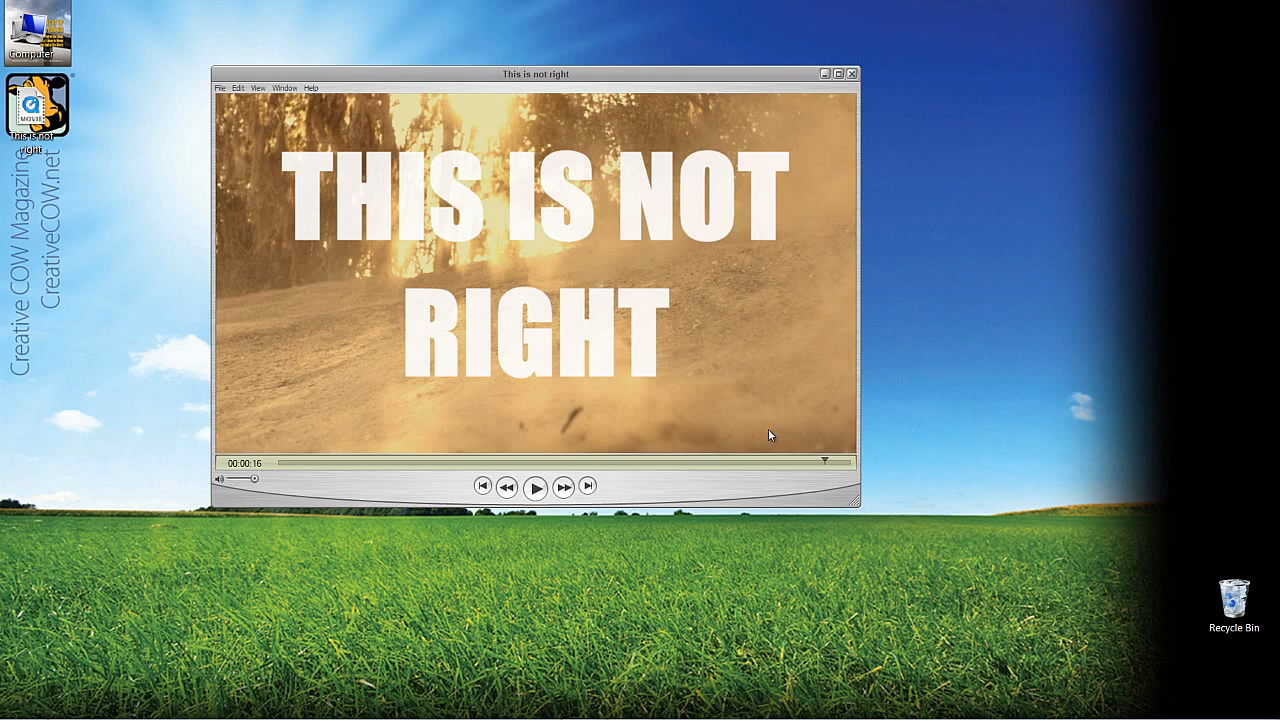 Computer
MOVIE
This is not
right
Creative COW Magazine
CreativeCOW.net
This is not right
File Edit View Window Help
THIS IS NOT
RIGHT
00:00:16
Recycle Bin